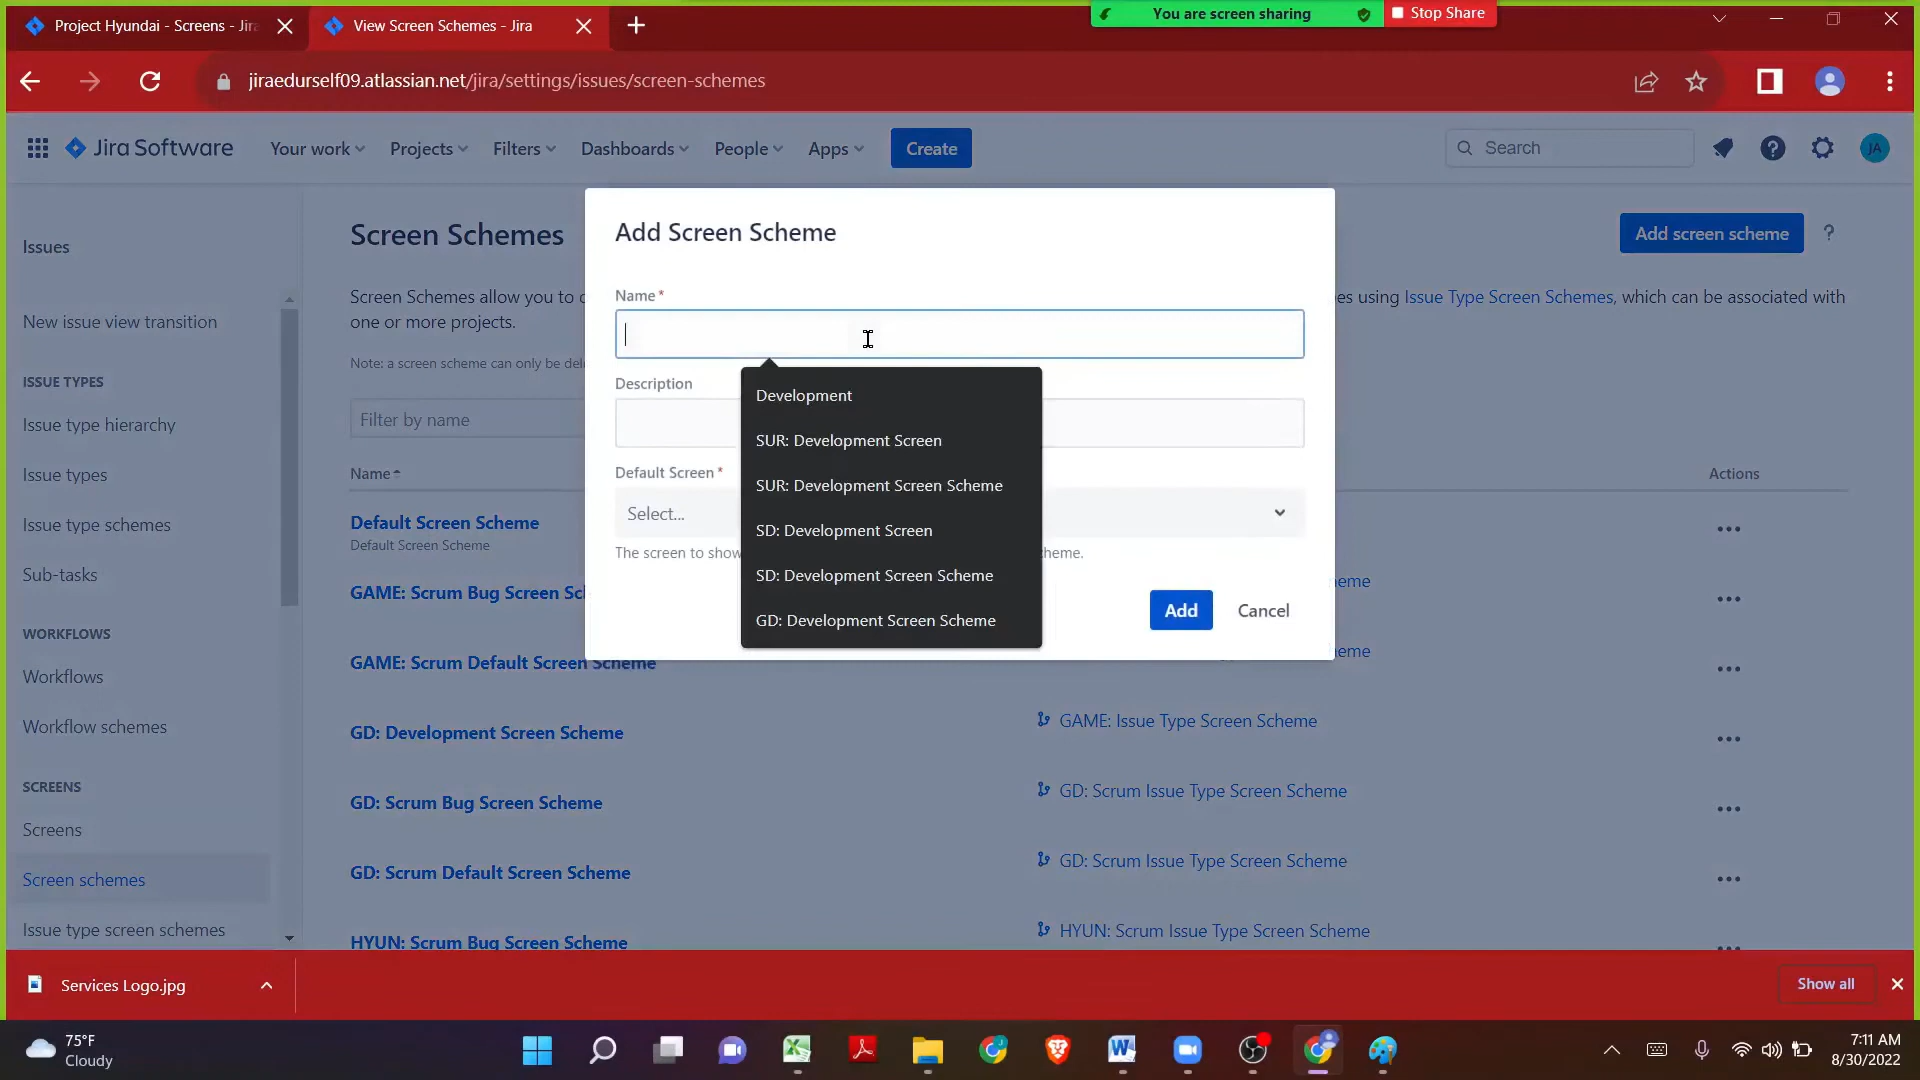 Project Hyundai - Screens - Jira
View Screen Schemes - Jira
You are screen sharing
Stop Share
jiraedurself09.atlassian.net/jira/settings/issues/screen-schemes
Jira Software
Your work
Projects
Filters
Dashboards
People
Apps
Create
Search
JA
Issues
New issue view transition
ISSUE TYPES
Issue type hierarchy
Issue types
Issue type schemes
Sub-tasks
WORKFLOWS
Workflows
Workflow schemes
SCREENS
Screens
Screen schemes
Issue type screen schemes
Screen Schemes
Add screen scheme
?
Screen Schemes allow you to
es using Issue Type Screen Schemes, which can be associated with
one or more projects.
Note: a screen scheme can only be
Filter by name
Name
Actions
Default Screen Scheme
Default Screen Scheme
GAME: Scrum Bug Screen
eme
GAME: Scrum Default Screen Scheme
eme
GD: Development Screen Scheme
GAME: Issue Type Screen Scheme
GD: Scrum Bug Screen Scheme
GD: Scrum Issue Type Screen Scheme
GD: Scrum Default Screen Scheme
GD: Scrum Issue Type Screen Scheme
HYUN: Scrum Bug Screen Scheme
HYUN: Scrum Issue Type Screen Scheme
Add Screen Scheme
Name*
Description
Default Screen*
Select...
The screen to show
heme.
Add
Cancel
Development
SUR: Development Screen
SUR: Development Screen Scheme
SD: Development Screen
SD: Development Screen Scheme
GD: Development Screen Scheme
Services Logo.jpg
Show all
75°F
Cloudy
7:11 AM
8/30/2022